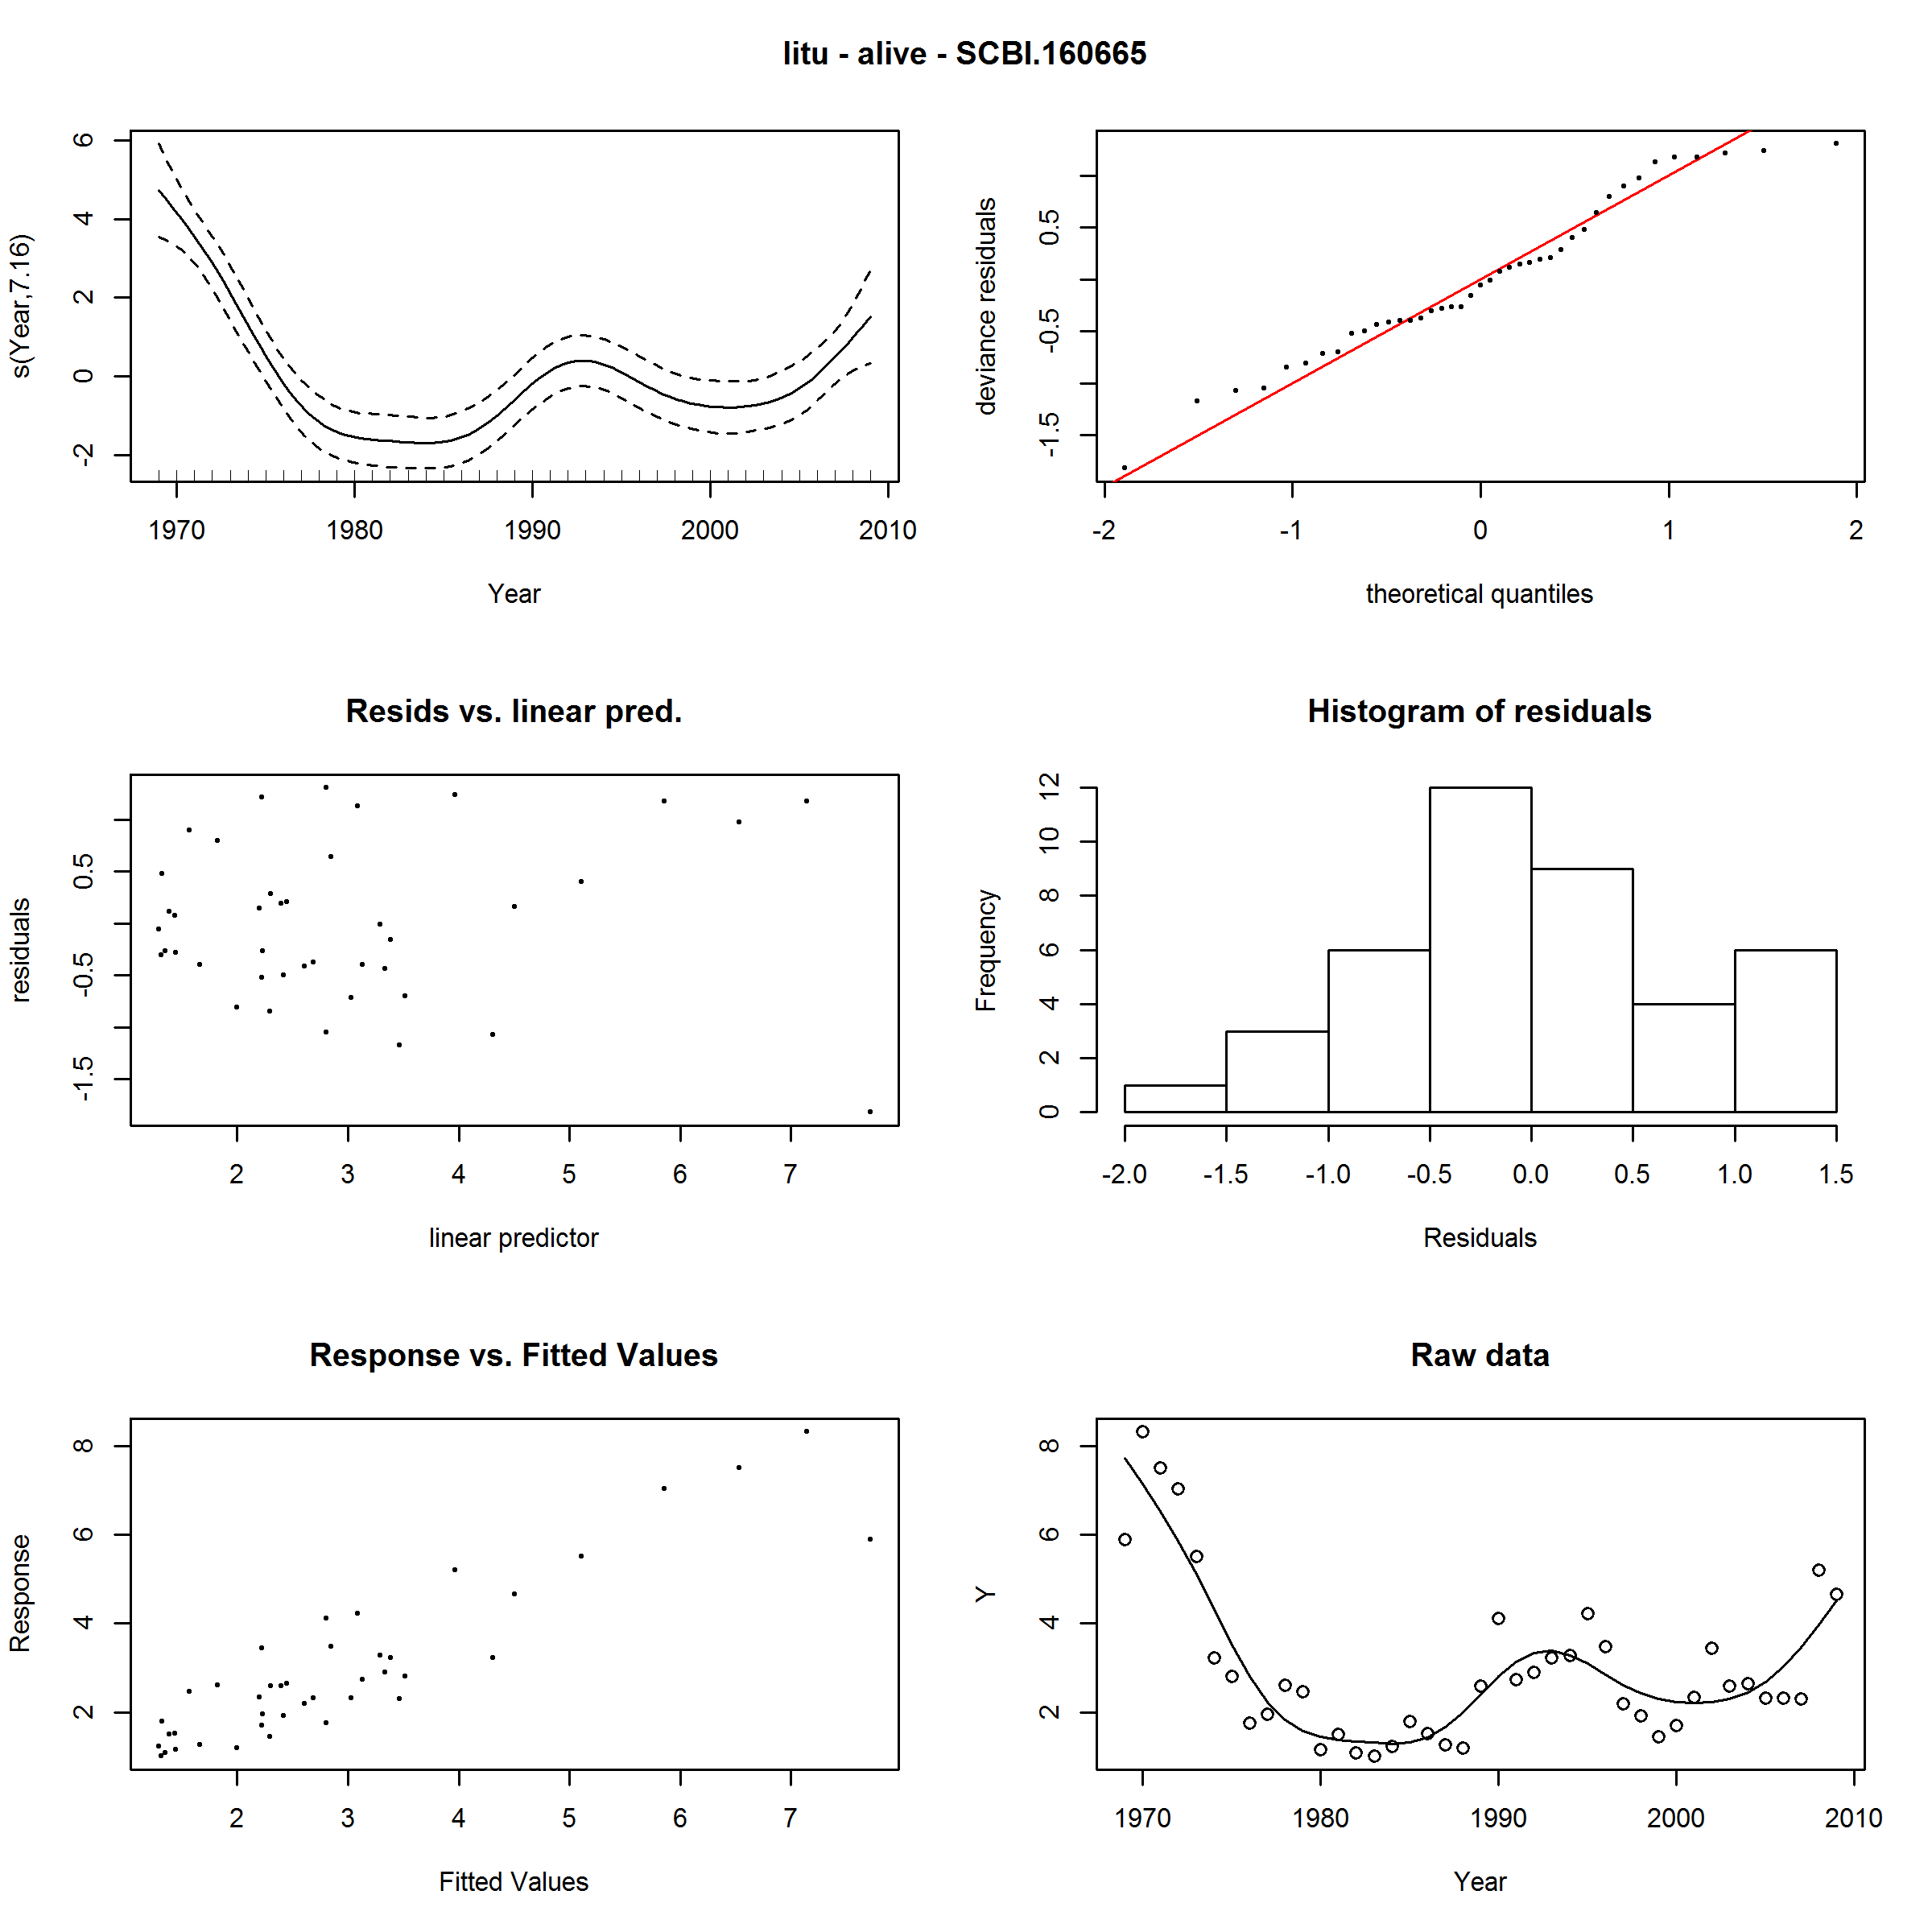 litu - alive - SCBI.160665
s(Year,7.16)
6
4
2
0
-2
1970 1980 1990 2000 2010
Year
deviance residuals
0.5
-0.5
-1.5
-2 -1 0 1 2
theoretical quantiles
Resids vs. linear pred.
residuals
0.5
-0.5
-1.5
2 3 4 5 6 7
linear predictor
Histogram of residuals
Frequency
12
10
8
6
4
2
0
-2.0 -1.5 -1.0 -0.5 0.0 0.5 1.0 1.5
Residuals
Response vs. Fitted Values
Response
8
6
4
2
2 3 4 5 6 7
Fitted Values
Raw data
Y
8
6
4
2
1970 1980 1990 2000 2010
Year